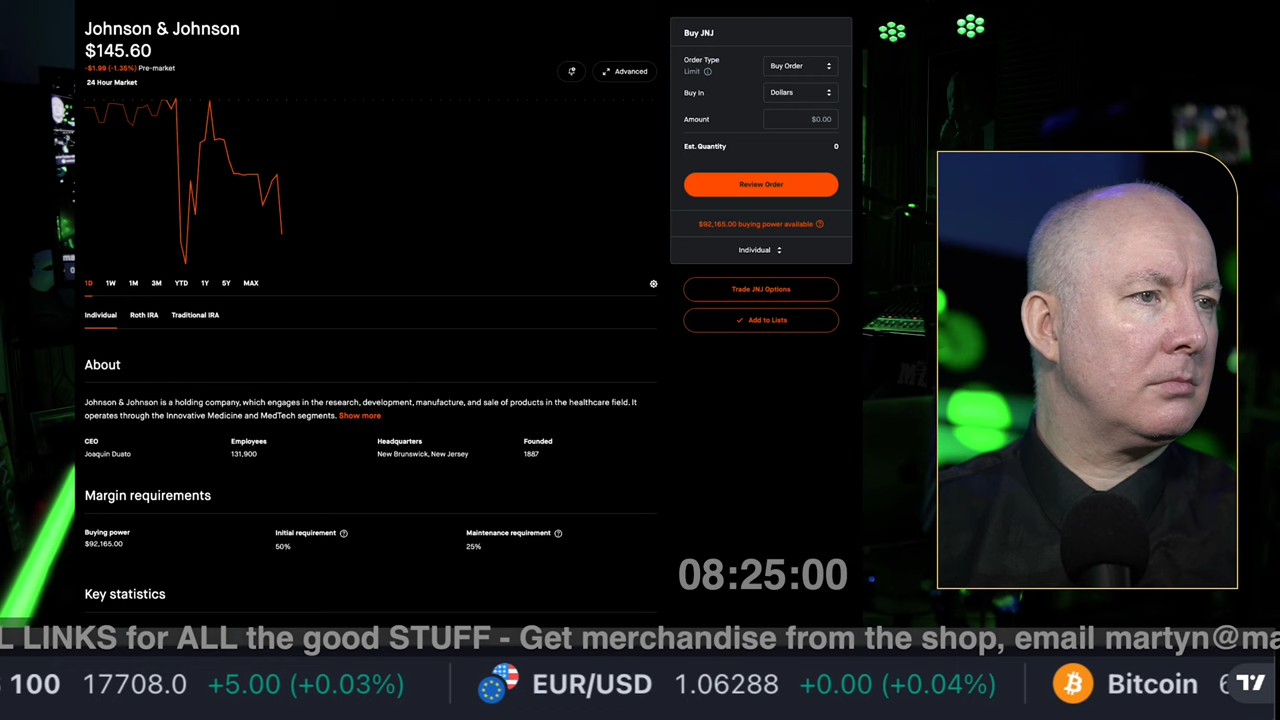 Johnson & Johnson
$145.60
-$1.99 (-1.35%) Pre-market
24 Hour Market
Advanced
1D 1W 1M 3M YTD 1Y 5Y MAX
Individual Roth IRA Traditional IRA
About
Johnson & Johnson is a holding company, which engages in the research, development, manufacture, and sale of products in the healthcare field. It
operates through the Innovative Medicine and MedTech segments. Show more
CEO Employees Headquarters Founded
Joaquin Duato 131,900 New Brunswick, New Jersey 1887
Margin requirements
Buying power Initial requirement Maintenance requirement
$92,165.00 50% 25%
Key statistics
Buy JNJ
Order Type
Limit
Buy Order
Buy In Dollars
Amount $0.00
Est. Quantity 0
Review Order
$92,165.00 buying power available
Individual
Trade JNJ Options
Add to Lists
08:25:00
LINKS for ALL the good STUFF - Get merchandise from the shop, email martyn@ma
100 17708.0 +5.00 (+0.03%) EUR/USD 1.06288 +0.00 (+0.04%) Bitcoin